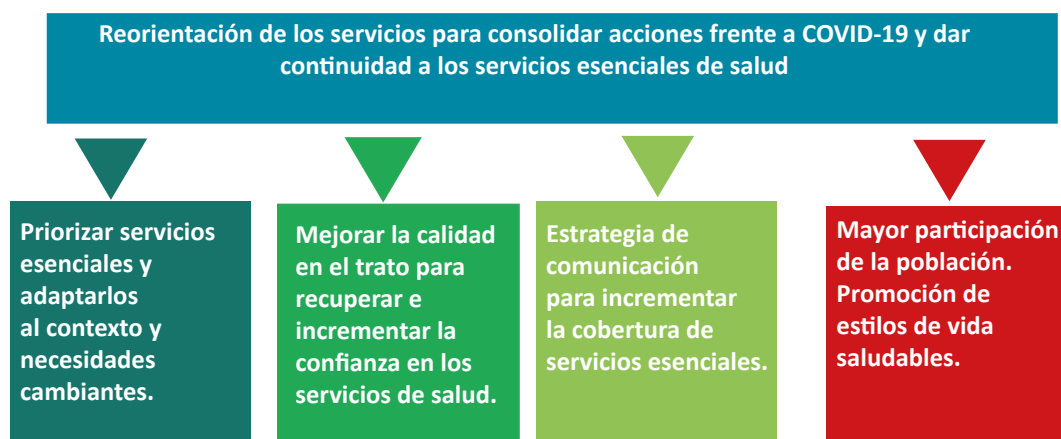 Reorientación de los servicios para consolidar acciones frente a COVID-19 y dar
continuidad a los servicios esenciales de salud
Priorizar servicios
esenciales y
adaptarlos
al contexto y
necesidades
cambiantes.
Mejorar la calidad
en el trato para
recuperar e
incrementar la
confianza en los
servicios de salud.
Estrategia de
comunicación
para incrementar
la cobertura de
servicios esenciales.
Mayor participación
de la población.
Promoción de
estilos de vida
saludables.